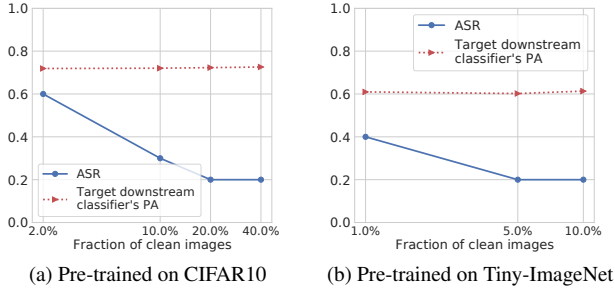 1.0
0.8
0.6
0.4
0.2
0.0
ASR
Target downstream
classifier's PA
2.0%
10.0%
20.0%
40.0%
Fraction of clean images
(a) Pre-trained on CIFAR10
1.0
0.8
0.6
0.4
0.2
0.0
ASR
Target downstream
classifier's PA
1.0%
5.0%
10.0%
Fraction of clean images
(b) Pre-trained on Tiny-ImageNet